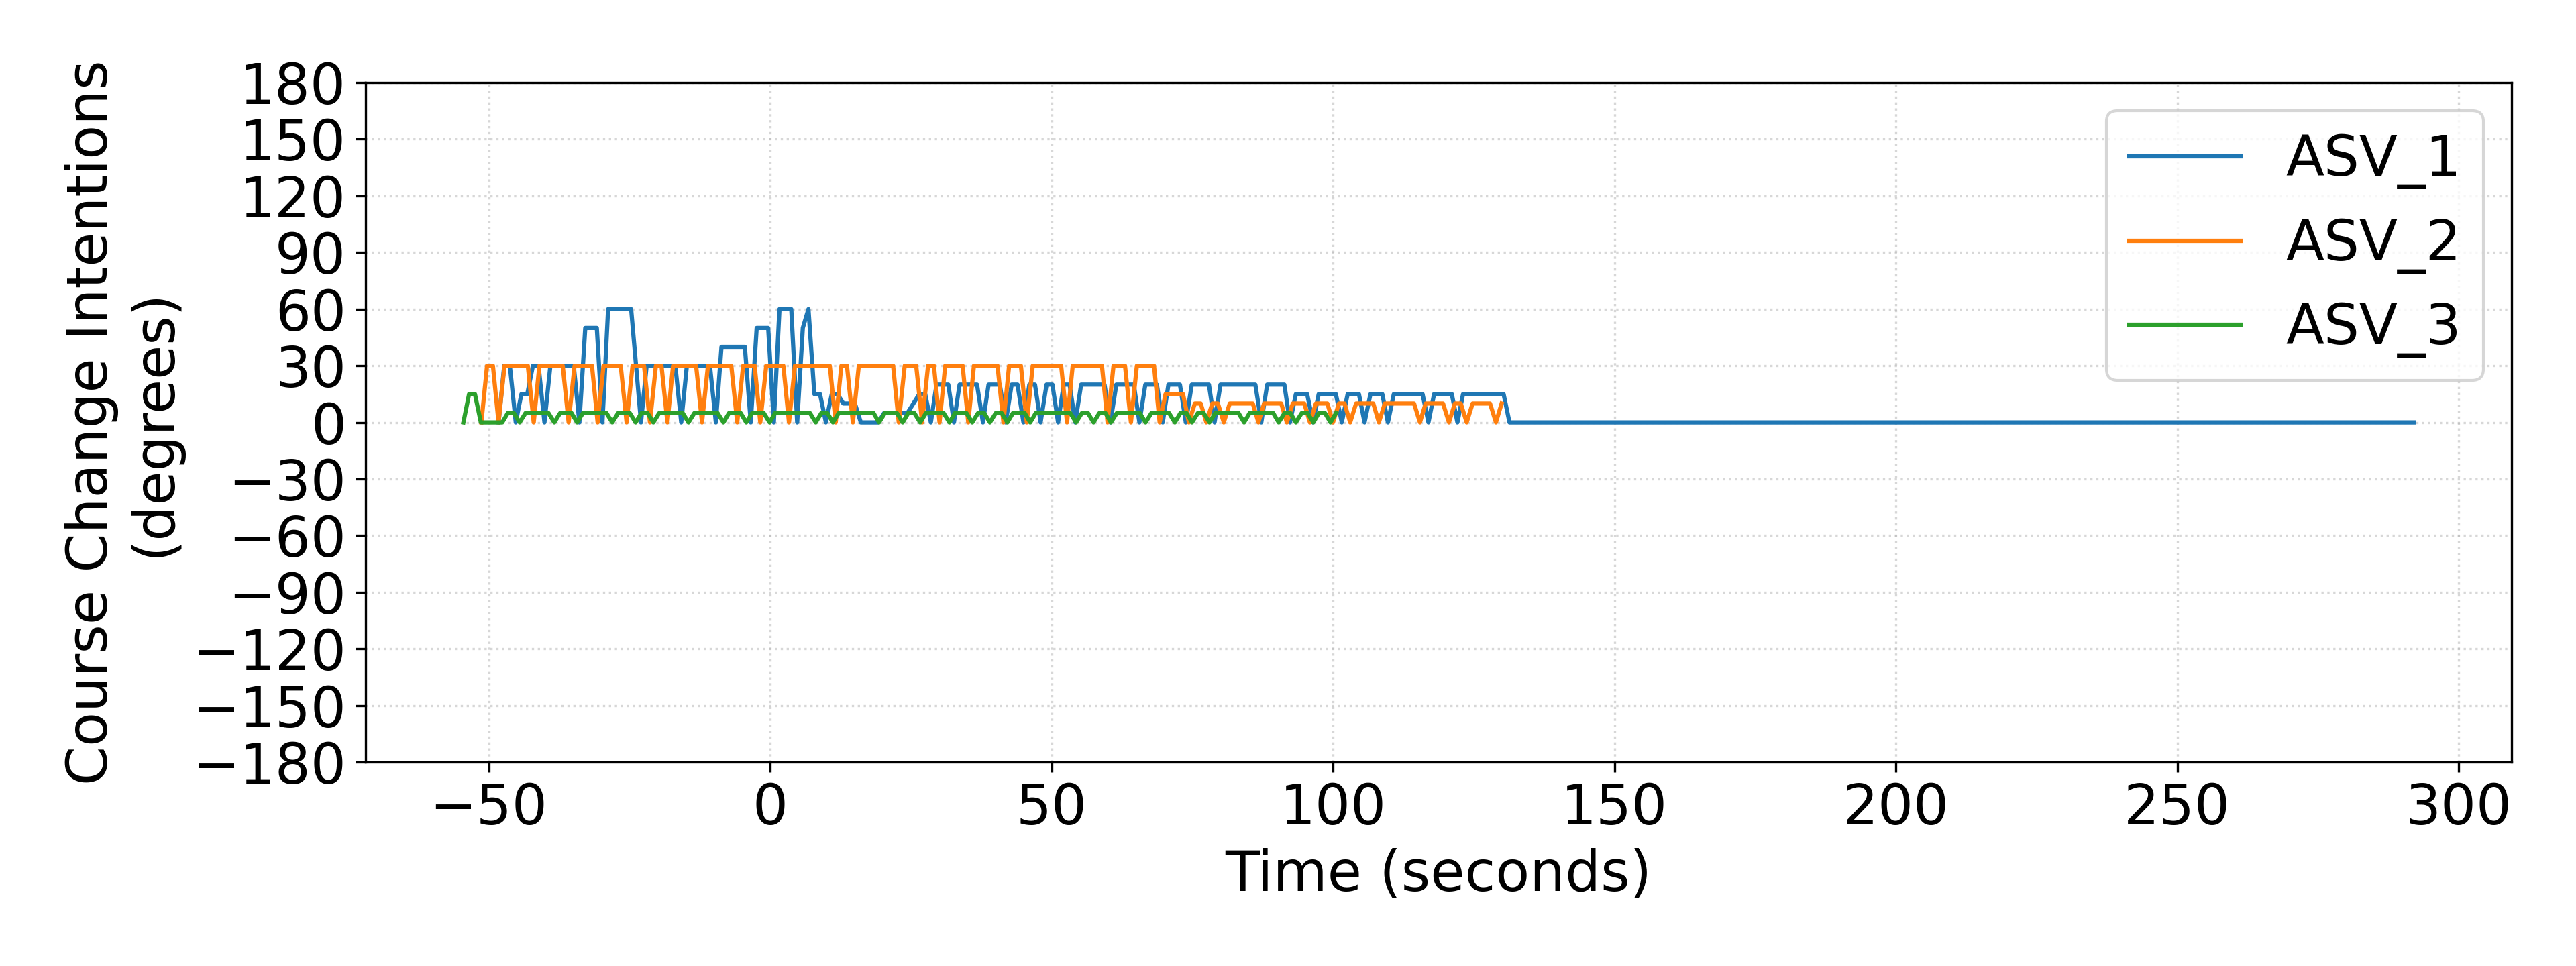 Course Change Intentions
(degrees)
180
150
120
90
60
30
0
−30
−60
−90
−120
−150
−180
−50 0 50 100 150 200 250 300
Time (seconds)
ASV_1
ASV_2
ASV_3